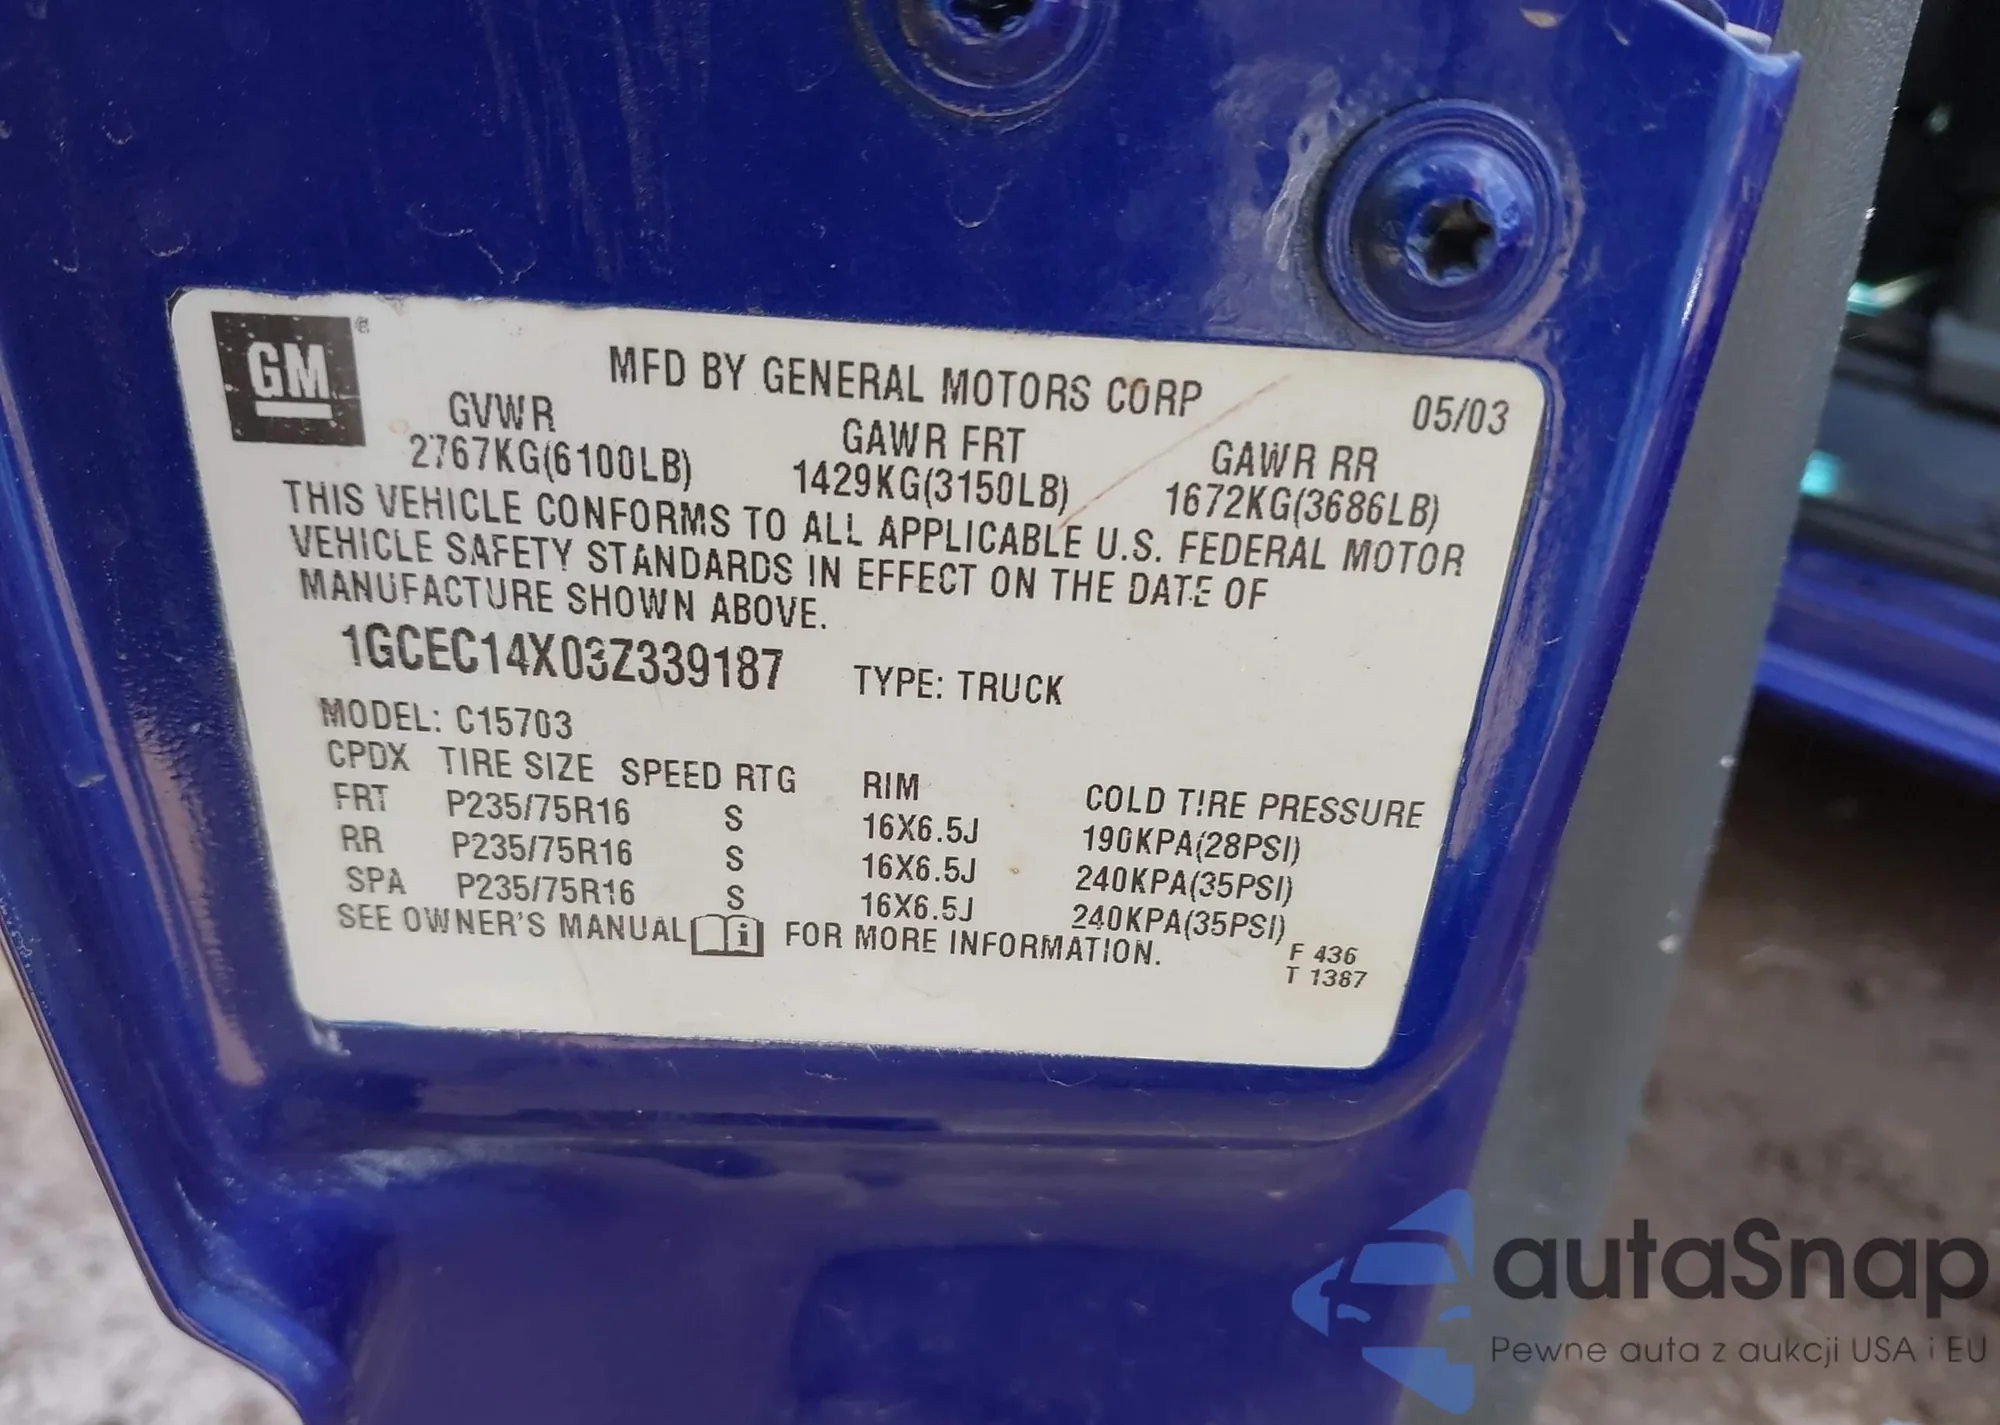 GM®
MFD BY GENERAL MOTORS CORP 05/03
GVWR GAWR FRT GAWR RR
2767KG(6100LB) 1429KG(3150LB) 1672KG(3686LB)
THIS VEHICLE CONFORMS TO ALL APPLICABLE U.S. FEDERAL MOTOR
VEHICLE SAFETY STANDARDS IN EFFECT ON THE DATE OF
MANUFACTURE SHOWN ABOVE.
1GCEC14X03Z339187 TYPE: TRUCK
MODEL: C15703
CPDX TIRE SIZE SPEED RTG RIM COLD TIRE PRESSURE
FRT P235/75R16 S 16X6.5J 190KPA(28PSI)
RR P235/75R16 S 16X6.5J 240KPA(35PSI)
SPA P235/75R16 S 16X6.5J 240KPA(35PSI)
SEE OWNER'S MANUAL i FOR MORE INFORMATION.
F 436
T 1387
autaSnap
Pewne auta z aukcji USA i EU